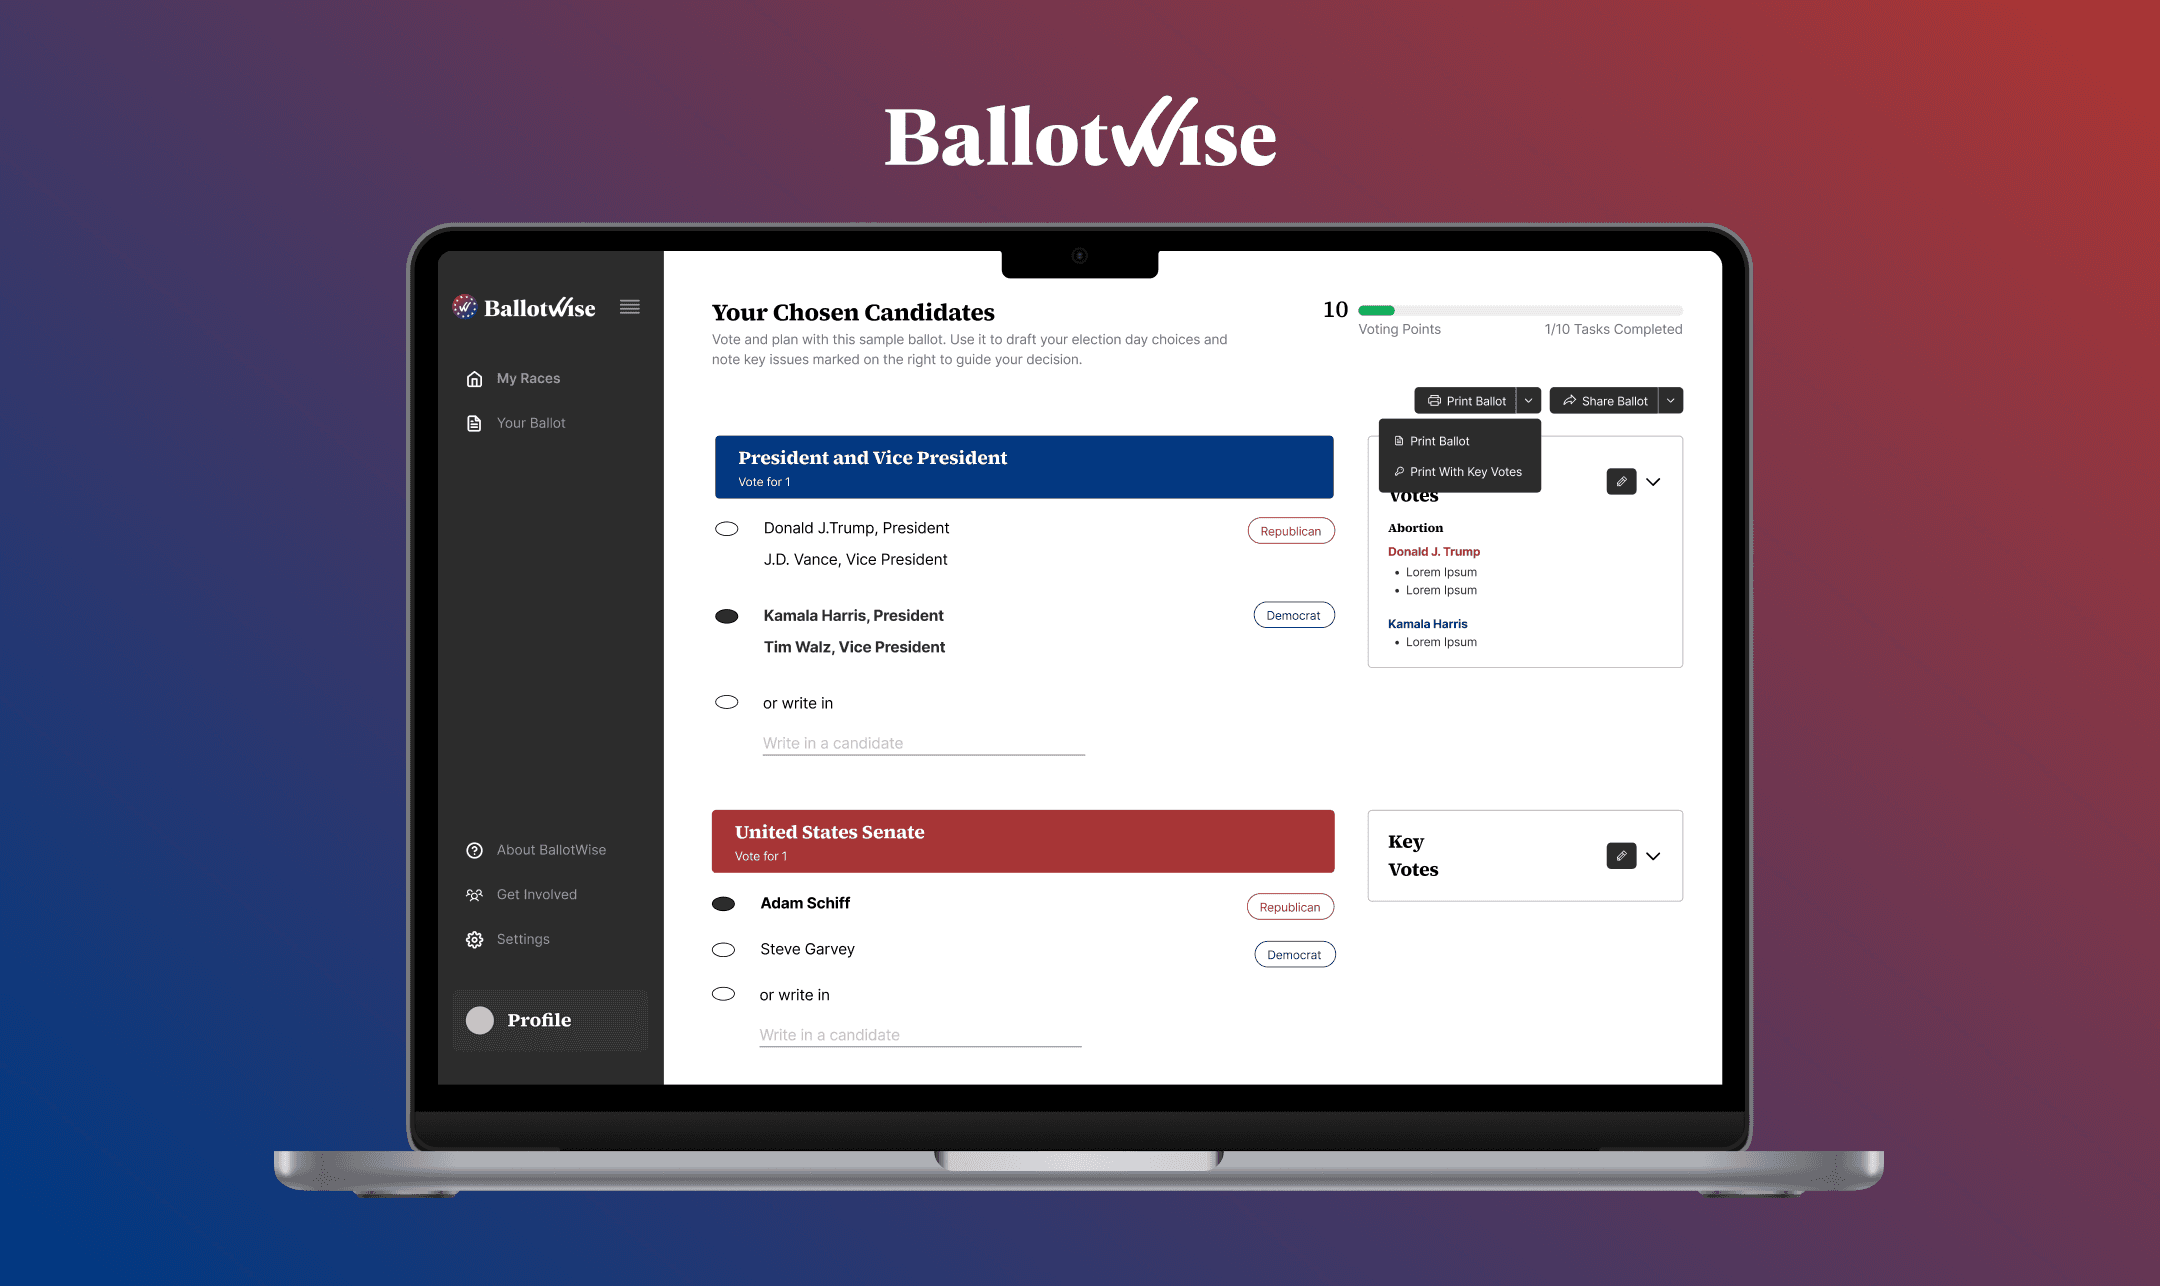 BallotWise
BallotWise
My Races
Your Ballot
About BallotWise
Get Involved
Settings
Profile
Your Chosen Candidates
Vote and plan with this sample ballot. Use it to draft your election day choices and
note key issues marked on the right to guide your decision.
10
Voting Points
1/10 Tasks Completed
Print Ballot
Share Ballot
Print Ballot
Print With Key Votes
President and Vice President
Vote for 1
Donald J.Trump, President
Republican
J.D. Vance, Vice President
Kamala Harris, President
Democrat
Tim Walz, Vice President
or write in
Write in a candidate
Votes
Abortion
Donald J. Trump
• Lorem Ipsum
• Lorem Ipsum
Kamala Harris
• Lorem Ipsum
United States Senate
Vote for 1
Adam Schiff
Republican
Steve Garvey
Democrat
or write in
Write in a candidate
Key
Votes